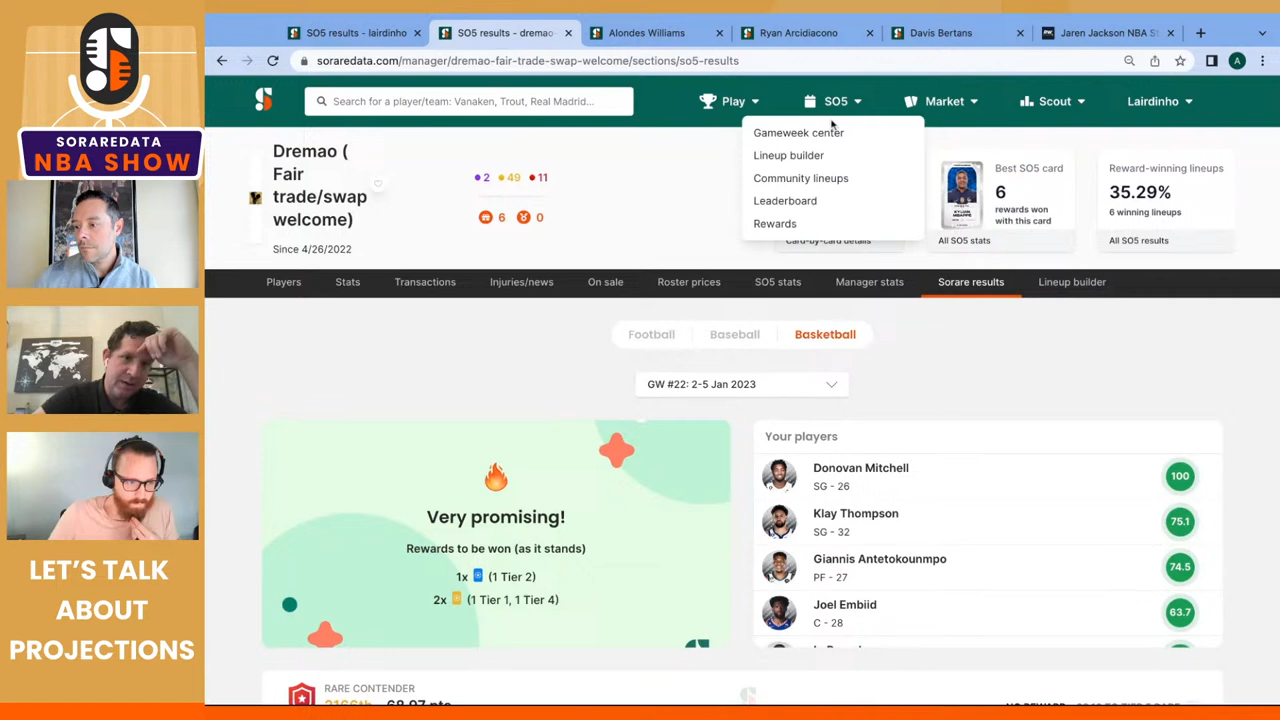 SORAREDATA
NBA SHOW
LET'S TALK
ABOUT
PROJECTIONS
SO5 results - lairdinho
SO5 results - dremao-
Alondes Williams
Ryan Arcidiacono
Davis Bertans
Jaren Jackson NBA St
soraredata.com/manager/dremao-fair-trade-swap-welcome/sections/so5-results
A
Search for a player/team: Vanaken, Trout, Real Madrid...
Play
SO5
Market
Scout
Lairdinho
Gameweek center
Lineup builder
Community lineups
Leaderboard
Rewards
Card-by-card details
Dremao (
Fair
trade/swap
welcome)
Since 4/26/2022
2 49 11
6 0
Best SO5 card
6
rewards won
with this card
All SO5 stats
Reward-winning lineups
35.29%
6 winning lineups
All SO5 results
Players
Stats
Transactions
Injuries/news
On sale
Roster prices
SO5 stats
Manager stats
Sorare results
Lineup builder
Football
Baseball
Basketball
GW #22: 2-5 Jan 2023
Very promising!
Rewards to be won (as it stands)
1x (1 Tier 2)
2x (1 Tier 1, 1 Tier 4)
Your players
Donovan Mitchell
SG - 26
100
Klay Thompson
SG - 32
75.1
Giannis Antetokounmpo
PF - 27
74.5
Joel Embiid
C - 28
63.7
RARE CONTENDER
2166th 68.97 pts